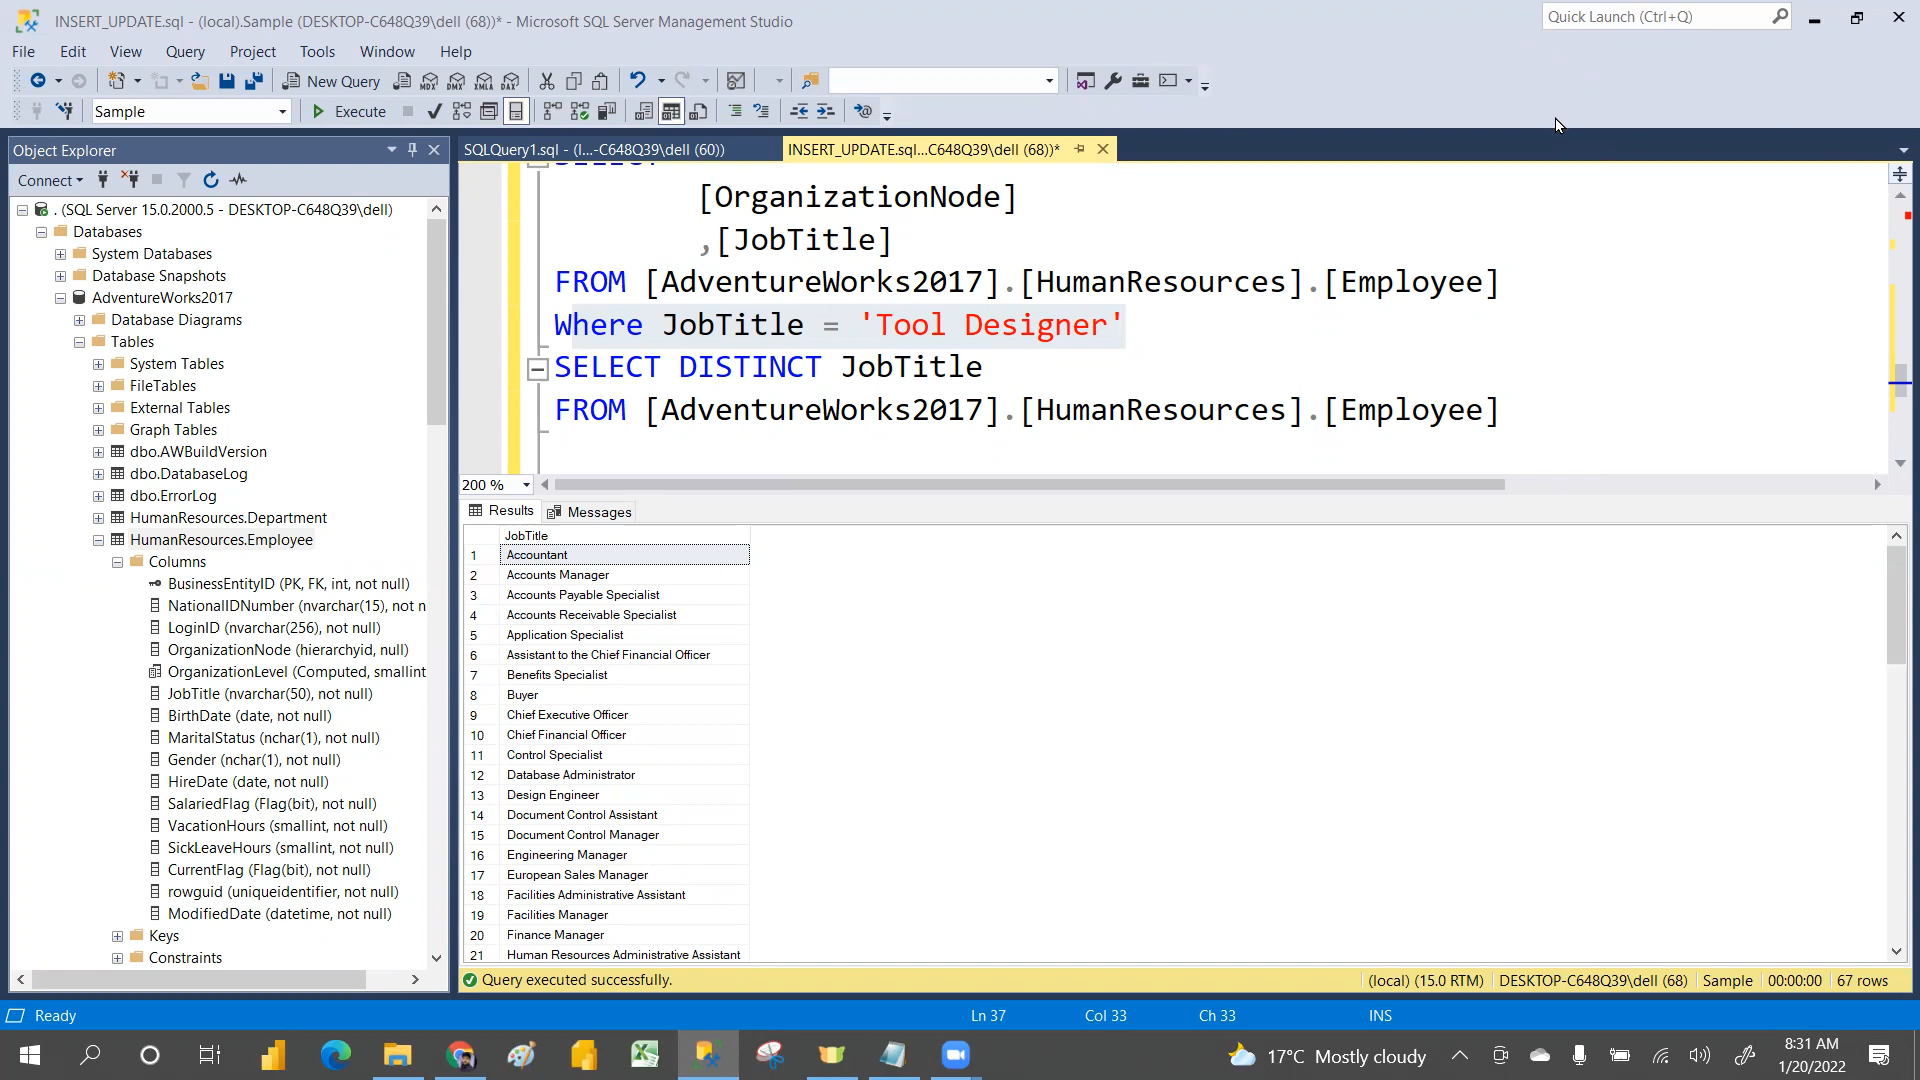 INSERT_UPDATE.sql - (local).Sample (DESKTOP-C648Q39\dell (68))* - Microsoft SQL Server Management Studio
Quick Launch (Ctrl+Q)
File Edit View Query Project Tools Window Help
New Query
MDX DMX XMLA DAX
Sample
Execute
Object Explorer
SQLQuery1.sql - (l...-C648Q39\dell (60))
INSERT_UPDATE.sql...C648Q39\dell (68))*
Connect
. (SQL Server 15.0.2000.5 - DESKTOP-C648Q39\dell)
Databases
System Databases
Database Snapshots
AdventureWorks2017
Database Diagrams
Tables
System Tables
FileTables
External Tables
Graph Tables
dbo.AWBuildVersion
dbo.DatabaseLog
dbo.ErrorLog
HumanResources.Department
HumanResources.Employee
Columns
BusinessEntityID (PK, FK, int, not null)
NationalIDNumber (nvarchar(15), not n
LoginID (nvarchar(256), not null)
OrganizationNode (hierarchyid, null)
OrganizationLevel (Computed, smallint
JobTitle (nvarchar(50), not null)
BirthDate (date, not null)
MaritalStatus (nchar(1), not null)
Gender (nchar(1), not null)
HireDate (date, not null)
SalariedFlag (Flag(bit), not null)
VacationHours (smallint, not null)
SickLeaveHours (smallint, not null)
CurrentFlag (Flag(bit), not null)
rowguid (uniqueidentifier, not null)
ModifiedDate (datetime, not null)
Keys
Constraints
[OrganizationNode]
,[JobTitle]
FROM [AdventureWorks2017].[HumanResources].[Employee]
Where JobTitle = 'Tool Designer'
SELECT DISTINCT JobTitle
FROM [AdventureWorks2017].[HumanResources].[Employee]
200 %
Results Messages
JobTitle
1 Accountant
2 Accounts Manager
3 Accounts Payable Specialist
4 Accounts Receivable Specialist
5 Application Specialist
6 Assistant to the Chief Financial Officer
7 Benefits Specialist
8 Buyer
9 Chief Executive Officer
10 Chief Financial Officer
11 Control Specialist
12 Database Administrator
13 Design Engineer
14 Document Control Assistant
15 Document Control Manager
16 Engineering Manager
17 European Sales Manager
18 Facilities Administrative Assistant
19 Facilities Manager
20 Finance Manager
21 Human Resources Administrative Assistant
Query executed successfully.
(local) (15.0 RTM) DESKTOP-C648Q39\dell (68) Sample 00:00:00 67 rows
Ready
Ln 37 Col 33 Ch 33 INS
17°C Mostly cloudy
8:31 AM
1/20/2022